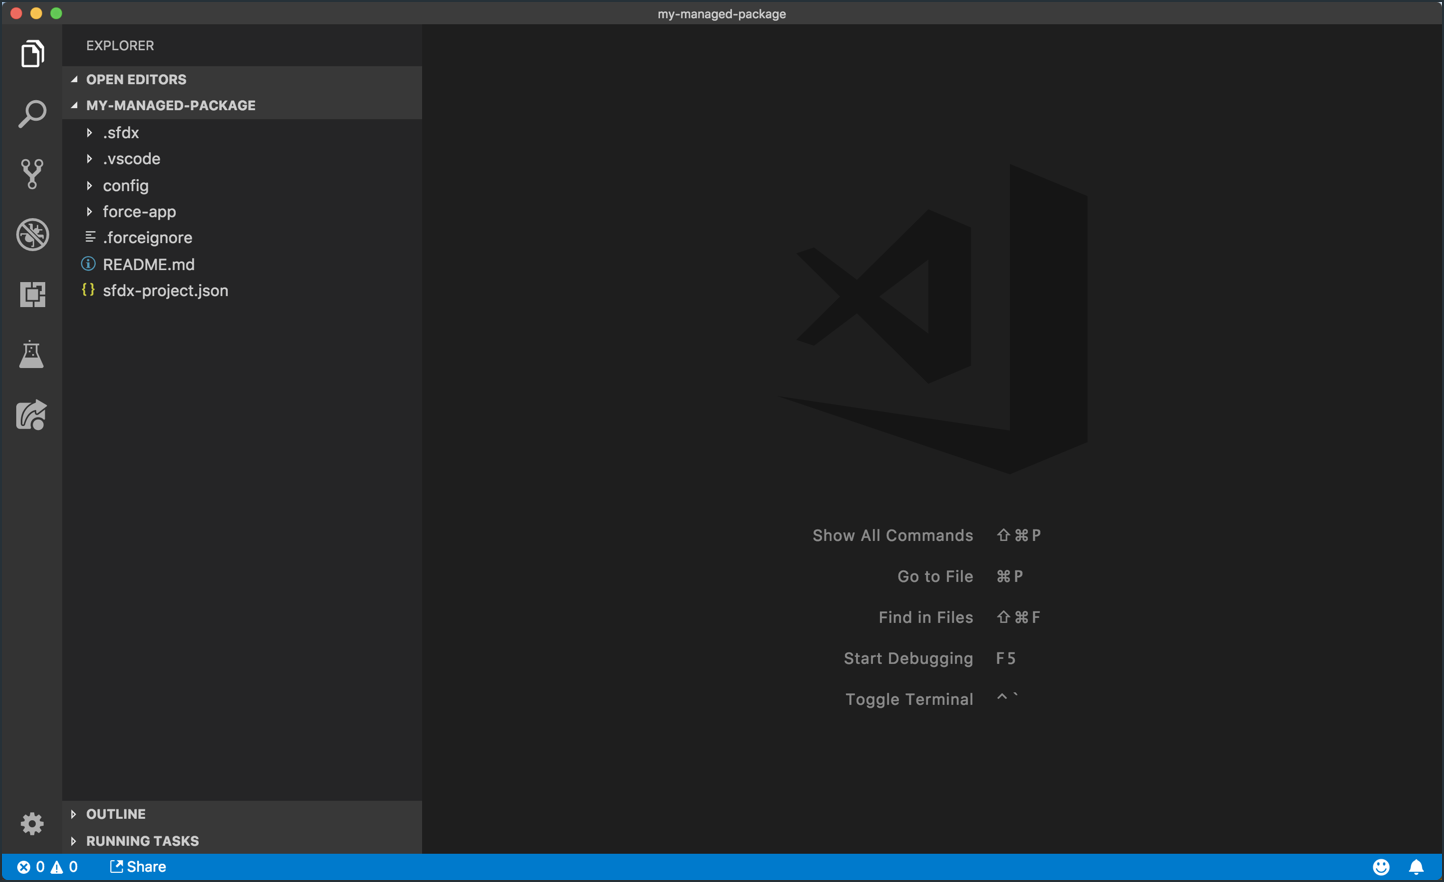 my-managed-package
EXPLORER
OPEN EDITORS
MY-MANAGED-PACKAGE
.sfdx
.vscode
config
force-app
.forceignore
README.md
{} sfdx-project.json
Show All Commands ⇧⌘P
Go to File ⌘P
Find in Files ⇧⌘F
Start Debugging F5
Toggle Terminal ^`
OUTLINE
RUNNING TASKS
0 0 Share